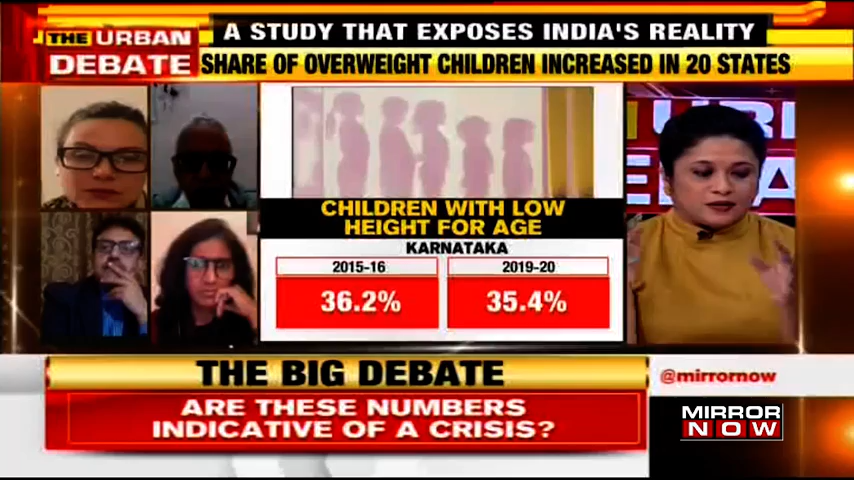 THE URBAN
DEBATE
A STUDY THAT EXPOSES INDIA'S REALITY
SHARE OF OVERWEIGHT CHILDREN INCREASED IN 20 STATES
CHILDREN WITH LOW
HEIGHT FOR AGE
KARNATAKA
2015-16 2019-20
36.2% 35.4%
THE BIG DEBATE
ARE THESE NUMBERS
INDICATIVE OF A CRISIS?
@mirrornow
MIRROR
NOW